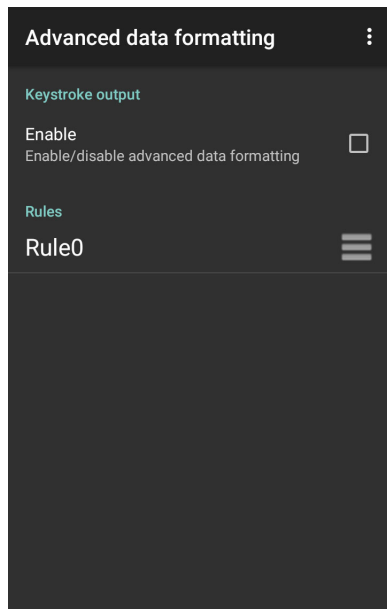 Advanced data formatting
Keystroke output
Enable
Enable/disable advanced data formatting
Rules
Rule0